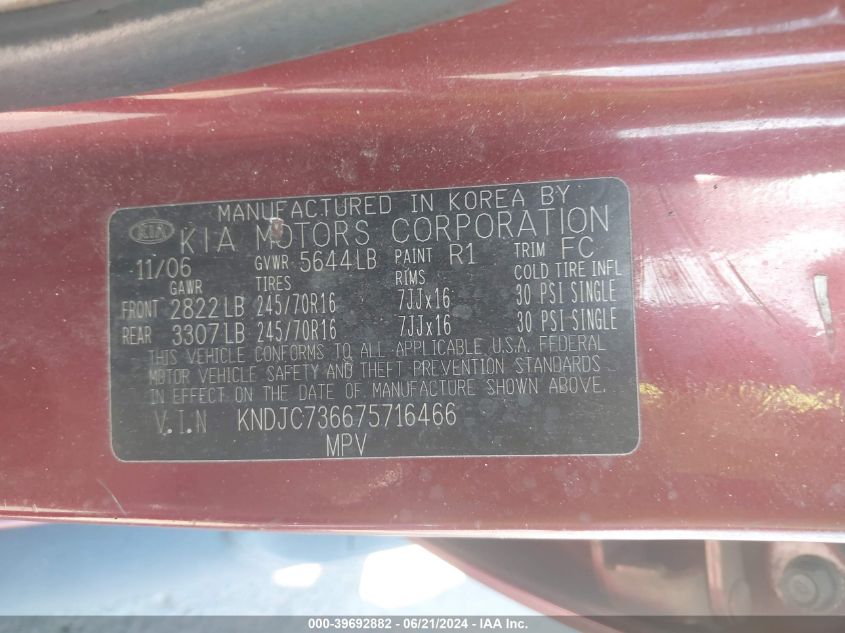 MANUFACTURED IN KOREA BY
KIA KIA MOTORS CORPORATION
11/06 GVWR 5644LB PAINT R1 TRIM FC
GAWR TIRES RIMS COLD TIRE INFL
FRONT 2822LB 245/70R16 7JJx16 30 PSI SINGLE
REAR 3307LB 245/70R16 7JJx16 30 PSI SINGLE
THIS VEHICLE CONFORMS TO ALL APPLICABLE U.S.A. FEDERAL
MOTOR VEHICLE SAFETY AND THEFT PREVENTION STANDARDS
IN EFFECT ON THE DATE OF MANUFACTURE SHOWN ABOVE.
V.I.N KNDJC736675716466
MPV
000-39692882 - 06/21/2024 - IAA Inc.